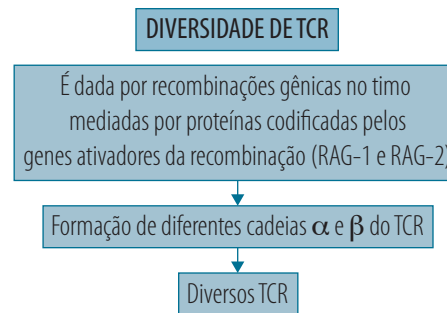 DIVERSIDADE DE TCR
É dada por recombinações gênicas no timo
mediadas por proteínas codificadas pelos
genes ativadores da recombinação (RAG-1 e RAG-2)
Formação de diferentes cadeias α e β do TCR
Diversos TCR